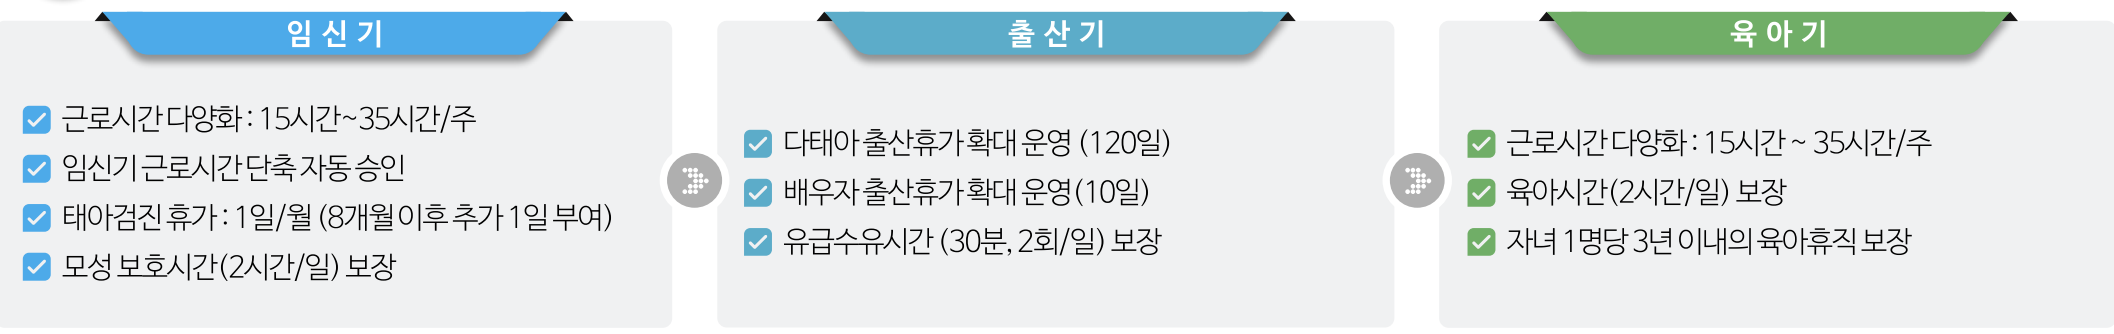 임신기
근로시간 다양화 : 15시간~35시간/주
임신기 근로시간 단축 자동 승인
태아검진 휴가 : 1일/월 (8개월 이후 추가 1일 부여)
모성 보호시간(2시간/일) 보장
출산기
다태아 출산휴가 확대 운영 (120일)
배우자 출산휴가 확대 운영(10일)
유급수유시간 (30분, 2회/일) 보장
육아기
근로시간 다양화 : 15시간 ~ 35시간/주
육아시간(2시간/일) 보장
자녀 1명당 3년 이내의 육아휴직 보장